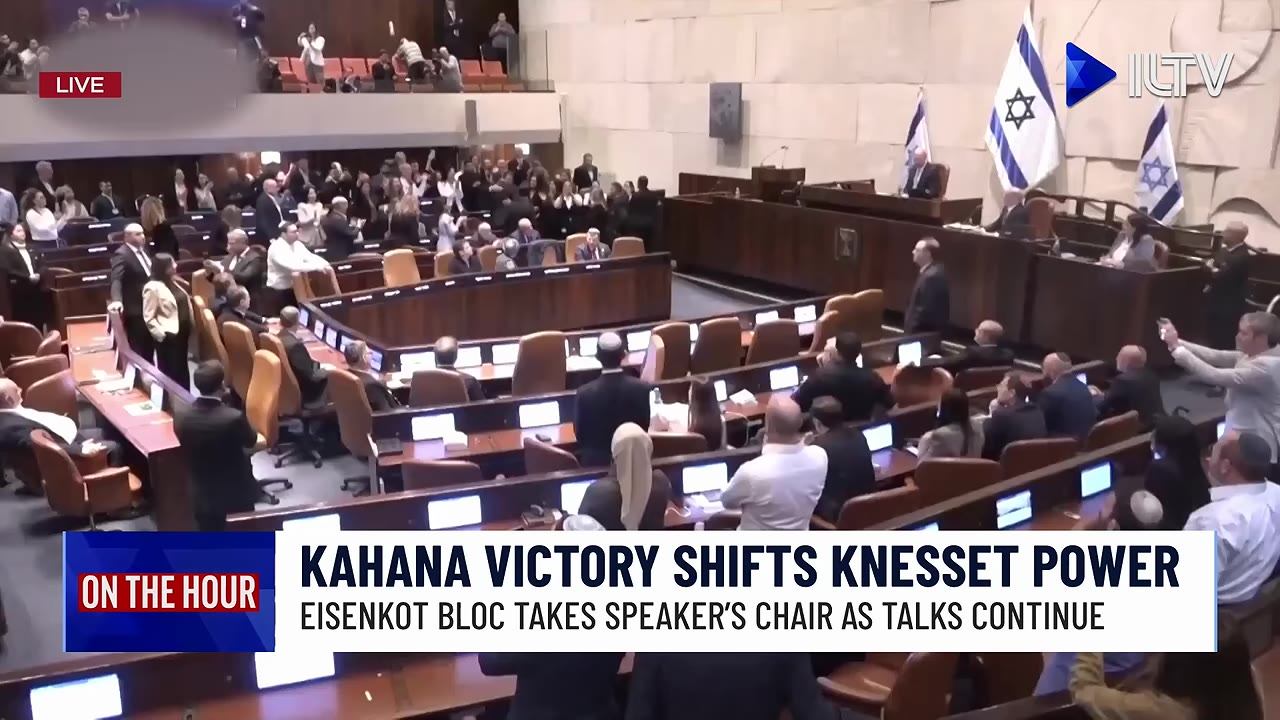 LIVE
ILTV
ON THE HOUR
KAHANA VICTORY SHIFTS KNESSET POWER
EISENKOT BLOC TAKES SPEAKER'S CHAIR AS TALKS CONTINUE